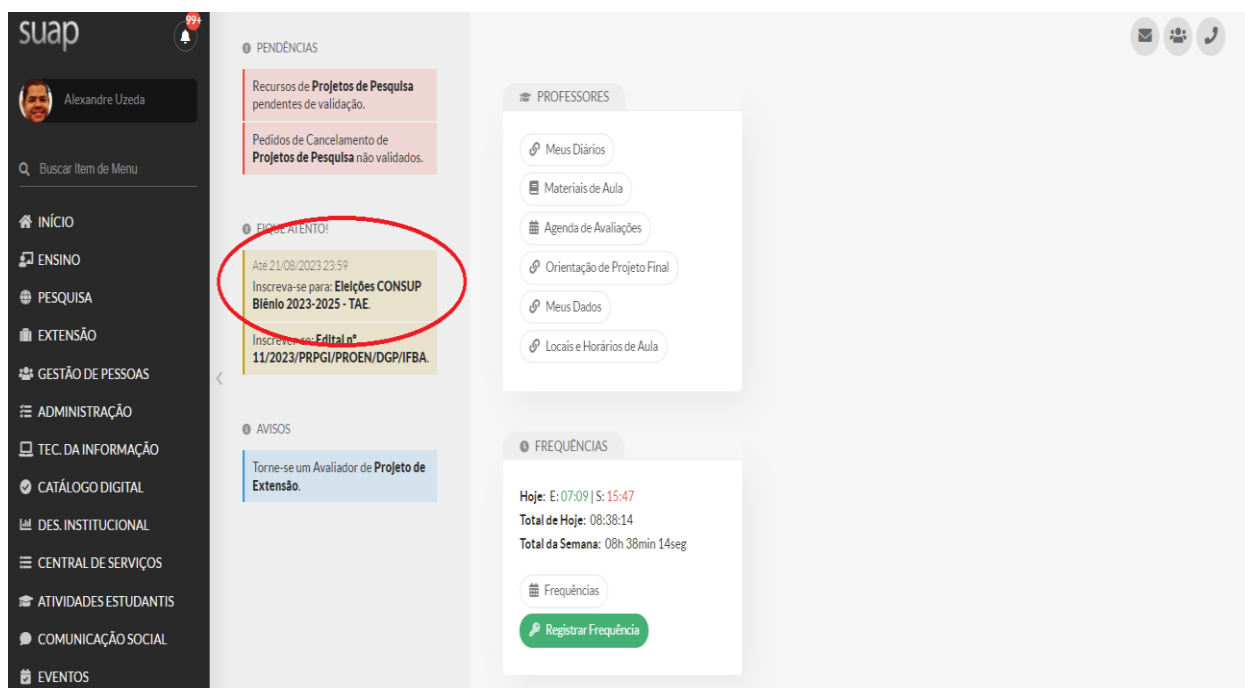 suap
99+
Alexandre Uzeda
Buscar Item de Menu
INÍCIO
ENSINO
PESQUISA
EXTENSÃO
GESTÃO DE PESSOAS
ADMINISTRAÇÃO
TEC. DA INFORMAÇÃO
CATÁLOGO DIGITAL
DES. INSTITUCIONAL
CENTRAL DE SERVIÇOS
ATIVIDADES ESTUDANTIS
COMUNICAÇÃO SOCIAL
EVENTOS
PENDÊNCIAS
Recursos de Projetos de Pesquisa
pendentes de validação.
Pedidos de Cancelamento de
Projetos de Pesquisa não validados.
FIQUE ATENTO!
Até 21/08/2023 23:59
Inscreva-se para: Eleições CONSUP
Biênio 2023-2025 - TAE.
Inscrever-se: Edital nº
11/2023/PRPGI/PROEN/DGP/IFBA.
AVISOS
Torne-se um Avaliador de Projeto de
Extensão.
PROFESSORES
Meus Diários
Materiais de Aula
Agenda de Avaliações
Orientação de Projeto Final
Meus Dados
Locais e Horários de Aula
FREQUÊNCIAS
Hoje: E: 07:09 | S: 15:47
Total de Hoje: 08:38:14
Total da Semana: 08h 38min 14seg
Frequências
Registrar Frequência